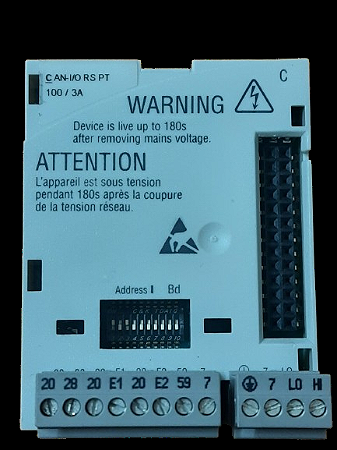 CAN-I/O RS PT
100 / 3A
C
WARNING
Device is live up to 180s
after removing mains voltage.
ATTENTION
L'appareil est sous tension
pendant 180s après la coupure
de la tension réseau.
Address Bd
20 28 20 E1 20 E2 59 7
7 LO HI